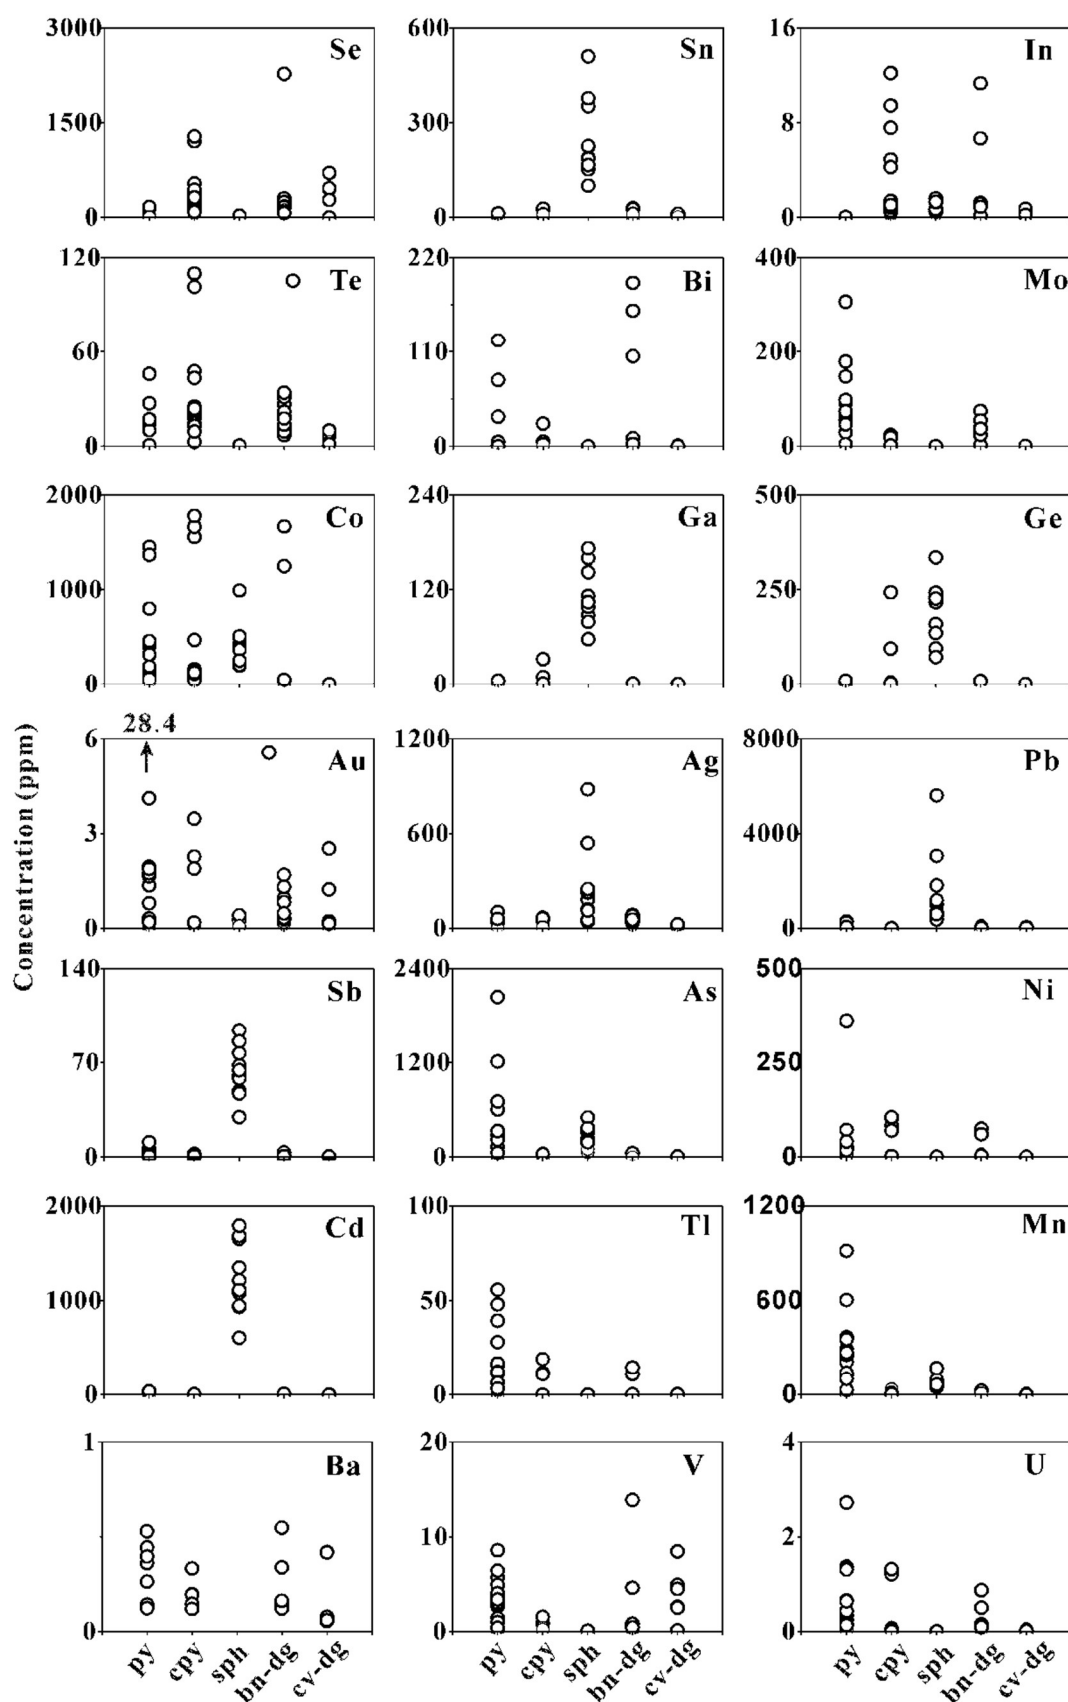 3000 Se 600 Sn 16 In
1500 300 8
0 0 0
120 Te 220 Bi 400 Mo
60 110 200
0 0 0
2000 Co 240 Ga 500 Ge
1000 120 250
0 0 0
28.4
6 Au 1200 Ag 8000 Pb
3 600 4000
0 0 0
Concentration (ppm)
140 Sb 2400 As 500 Ni
70 1200 250
0 0 0
2000 Cd 100 Tl 1200 Mn
1000 50 600
0 0 0
1 Ba 20 V 4 U
10 2
0 0 0
py cpy sph bn-dg cv-dg py cpy sph bn-dg cv-dg py cpy sph bn-dg cv-dg